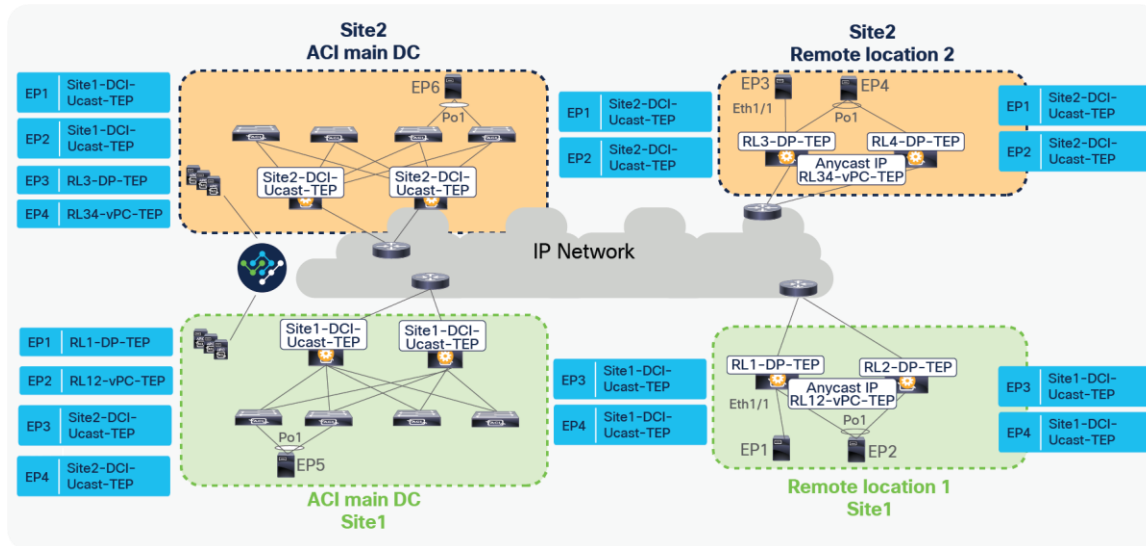 Site2
ACI main DC
Site2
Remote location 2
EP1 Site1-DCI-
Ucast-TEP
EP2 Site1-DCI-
Ucast-TEP
EP3 RL3-DP-TEP
EP4 RL34-vPC-TEP
EP6
Po1
Site2-DCI-
Ucast-TEP
Site2-DCI-
Ucast-TEP
EP1 Site2-DCI-
Ucast-TEP
EP2 Site2-DCI-
Ucast-TEP
EP3
EP4
Eth1/1
Po1
RL3-DP-TEP
RL4-DP-TEP
Anycast IP
RL34-vPC-TEP
EP1 Site2-DCI-
Ucast-TEP
EP2 Site2-DCI-
Ucast-TEP
IP Network
EP1 RL1-DP-TEP
EP2 RL12-vPC-TEP
EP3 Site2-DCI-
Ucast-TEP
EP4 Site2-DCI-
Ucast-TEP
Site1-DCI-
Ucast-TEP
Site1-DCI-
Ucast-TEP
Po1
EP5
EP3 Site1-DCI-
Ucast-TEP
EP4 Site1-DCI-
Ucast-TEP
RL1-DP-TEP
RL2-DP-TEP
Anycast IP
RL12-vPC-TEP
Eth1/1
Po1
EP1
EP2
EP3 Site1-DCI-
Ucast-TEP
EP4 Site1-DCI-
Ucast-TEP
ACI main DC
Site1
Remote location 1
Site1